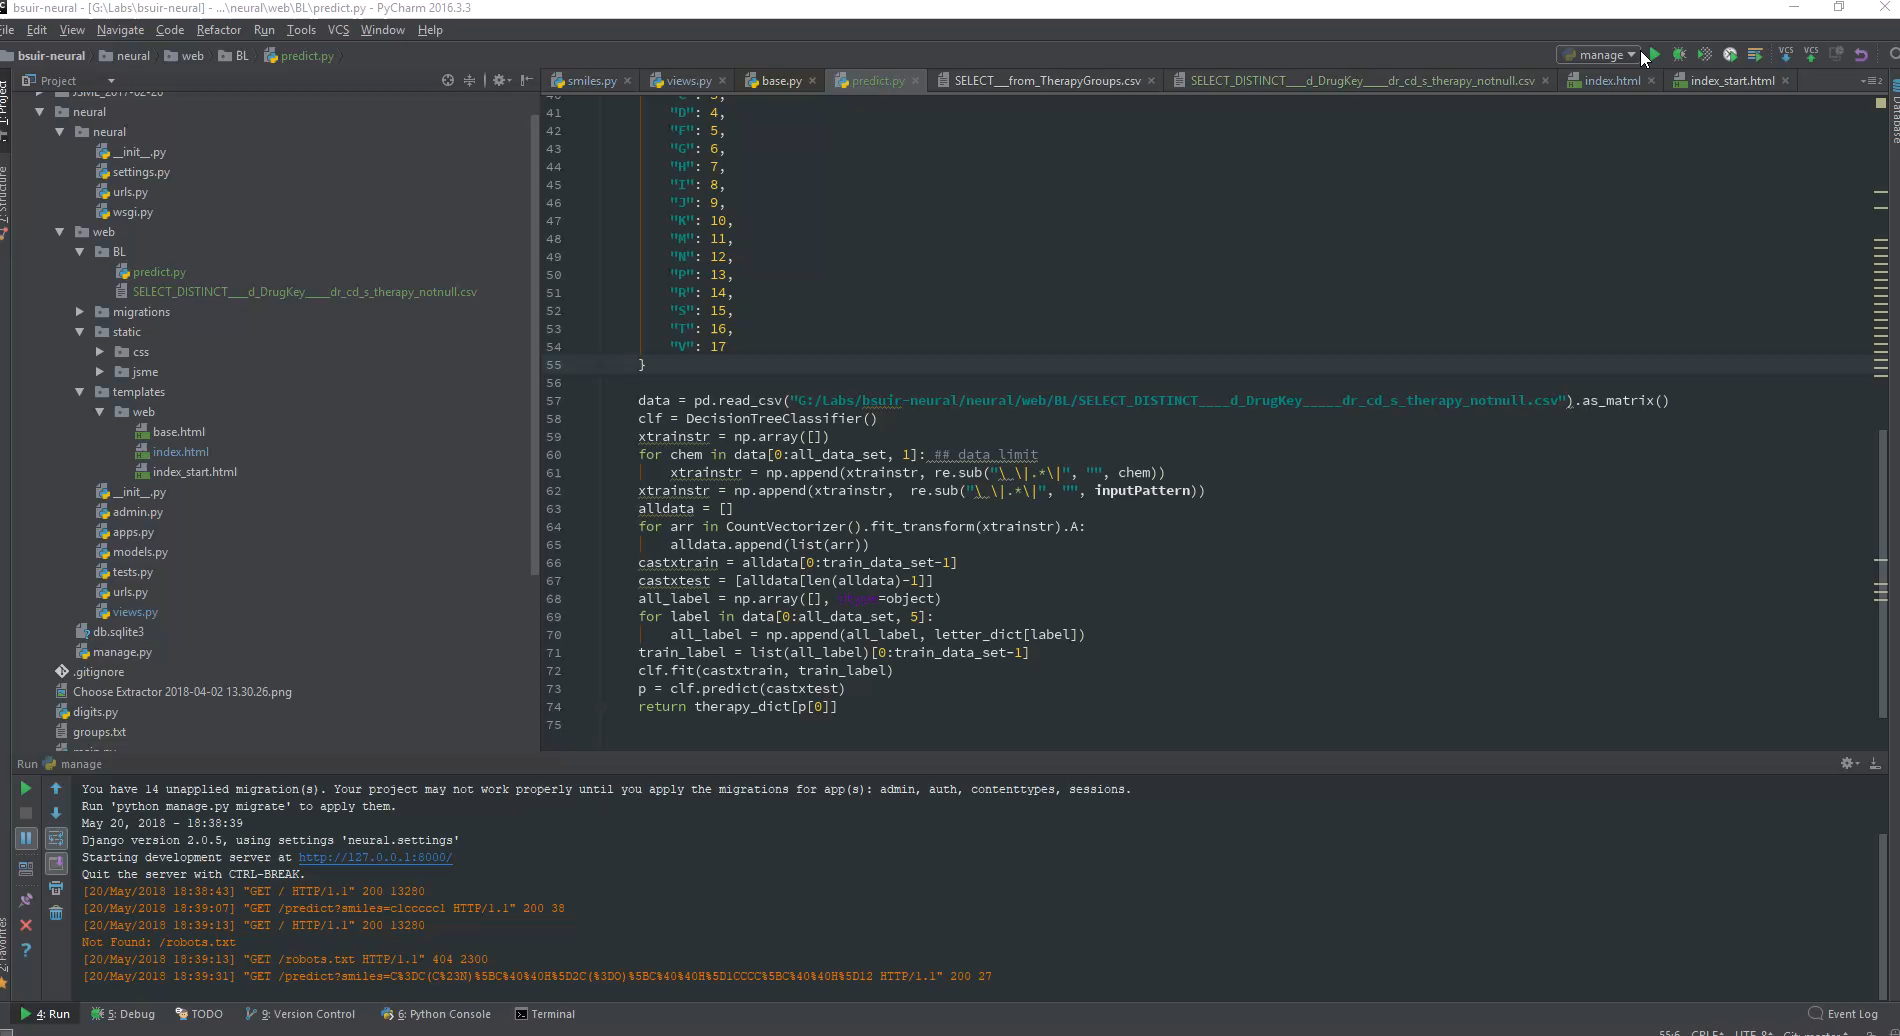 bsuir-neural - [G:\Labs\bsuir-neural] - ...\neural\web\BL\predict.py - PyCharm 2016.3.3
Edit View Navigate Code Refactor Run Tools VCS Window Help
bsuir-neural neural web BL predict.py
manage
Project
smiles.py views.py base.py predict.py SELECT__from_TherapyGroups.csv SELECT_DISTINCT____d_DrugKey____dr_cd_s_therapy_notnull.csv index.html index_start.html
neural
neural
__init__.py
settings.py
urls.py
wsgi.py
web
BL
predict.py
SELECT_DISTINCT____d_DrugKey____dr_cd_s_therapy_notnull.csv
migrations
static
css
jsme
templates
web
base.html
index.html
index_start.html
__init__.py
admin.py
apps.py
models.py
tests.py
urls.py
views.py
db.sqlite3
manage.py
.gitignore
Choose Extractor 2018-04-02 13.30.26.png
digits.py
groups.txt
41 "D": 4,
42 "F": 5,
43 "G": 6,
44 "H": 7,
45 "I": 8,
46 "J": 9,
47 "K": 10,
48 "M": 11,
49 "N": 12,
50 "P": 13,
51 "R": 14,
52 "S": 15,
53 "T": 16,
54 "V": 17
55 }
56
57 data = pd.read_csv("G:/Labs/bsuir-neural/neural/web/BL/SELECT_DISTINCT____d_DrugKey_____dr_cd_s_therapy_notnull.csv").as_matrix()
58 clf = DecisionTreeClassifier()
59 xtrainstr = np.array([])
60 for chem in data[0:all_data_set, 1]: ## data limit
61 xtrainstr = np.append(xtrainstr, re.sub("\_\|.*\|", "", chem))
62 xtrainstr = np.append(xtrainstr, re.sub("\_\|.*\|", "", inputPattern))
63 alldata = []
64 for arr in CountVectorizer().fit_transform(xtrainstr).A:
65 alldata.append(list(arr))
66 castxtrain = alldata[0:train_data_set-1]
67 castxtest = [alldata[len(alldata)-1]]
68 all_label = np.array([], dtype=object)
69 for label in data[0:all_data_set, 5]:
70 all_label = np.append(all_label, letter_dict[label])
71 train_label = list(all_label)[0:train_data_set-1]
72 clf.fit(castxtrain, train_label)
73 p = clf.predict(castxtest)
74 return therapy_dict[p[0]]
75
1: Project
7: Structure
2: Favorites
Database
Run manage
You have 14 unapplied migration(s). Your project may not work properly until you apply the migrations for app(s): admin, auth, contenttypes, sessions.
Run 'python manage.py migrate' to apply them.
May 20, 2018 - 18:38:39
Django version 2.0.5, using settings 'neural.settings'
Starting development server at http://127.0.0.1:8000/
Quit the server with CTRL-BREAK.
[20/May/2018 18:38:43] "GET / HTTP/1.1" 200 13280
[20/May/2018 18:39:07] "GET /predict?smiles=c1ccccc1 HTTP/1.1" 200 38
[20/May/2018 18:39:13] "GET / HTTP/1.1" 200 13280
Not Found: /robots.txt
[20/May/2018 18:39:13] "GET /robots.txt HTTP/1.1" 404 2300
[20/May/2018 18:39:31] "GET /predict?smiles=C%3DC(C%23N)%5BC%40%40H%5D2C(%3DO)%5BC%40%40H%5D1CCCC%5BC%40%40H%5D12 HTTP/1.1" 200 27
4: Run 5: Debug TODO 9: Version Control 6: Python Console Terminal Event Log